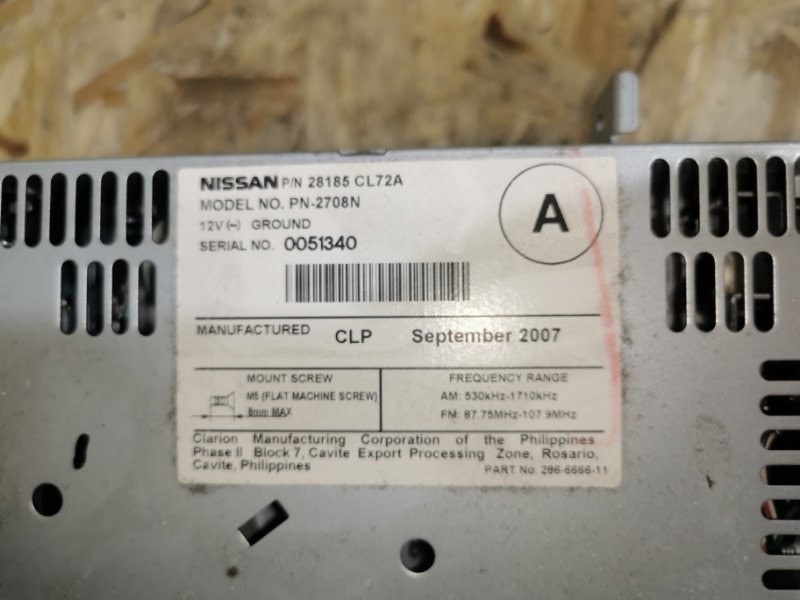 NISSAN P/N 28185 CL72A
MODEL NO. PN-2708N
12V(-) GROUND
SERIAL NO. 0051340
A
MANUFACTURED CLP September 2007
MOUNT SCREW
M5 (FLAT MACHINE SCREW)
8mm MAX
FREQUENCY RANGE
AM: 530kHz-1710kHz
FM: 87.75MHz-107.9MHz
Clarion Manufacturing Corporation of the Philippines
Phase II Block 7, Cavite Export Processing Zone, Rosario,
Cavite, Philippines
PART No. 286-6666-11